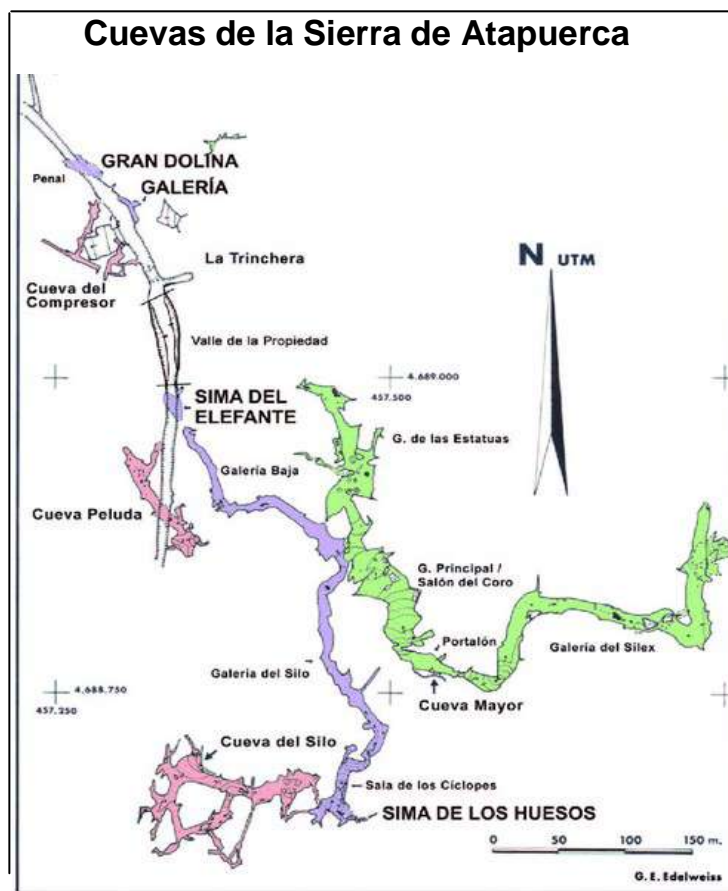 Cuevas de la Sierra de Atapuerca
GRAN DOLINA
Penal
GALERÍA
La Trinchera
Cueva del
Compresor
N UTM
Valle de la Propiedad
4.689.000
457.500
SIMA DEL
ELEFANTE
G. de las Estatuas
Galería Baja
Cueva Peluda
G. Principal /
Salón del Coro
Portalón
Galería del Silex
Galería del Silo
4.688.750
457.250
Cueva Mayor
Cueva del Silo
Sala de los Cíclopes
SIMA DE LOS HUESOS
0 50 100 150 m.
G. E. Edelweiss